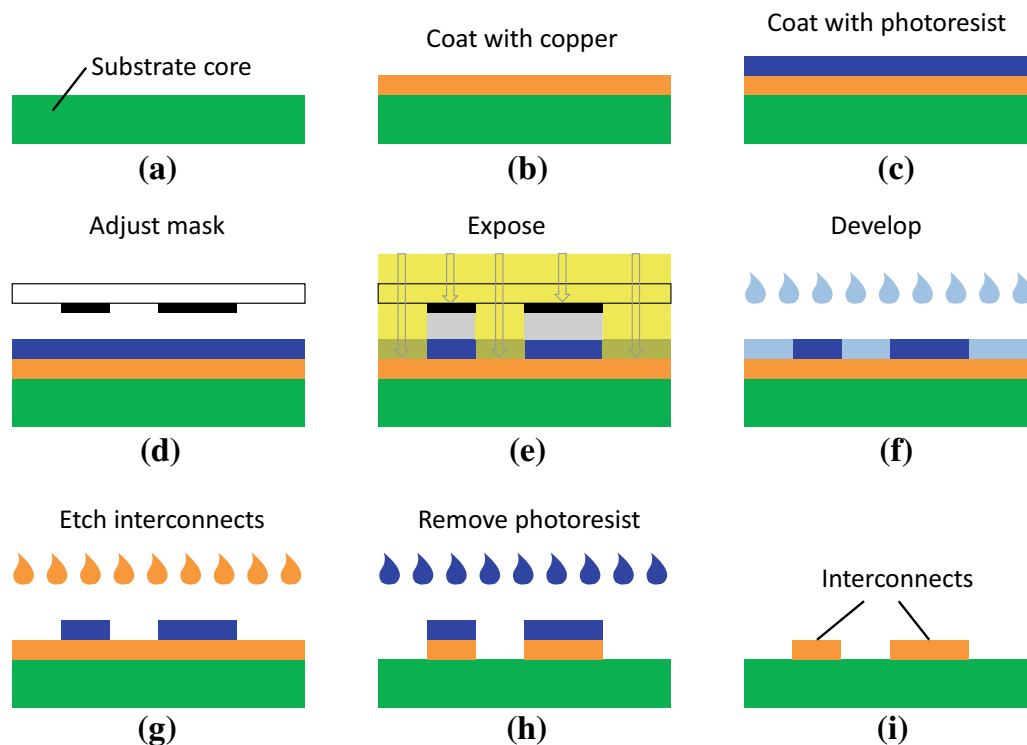 Substrate core
(a)
Coat with copper
(b)
Coat with photoresist
(c)
Adjust mask
(d)
Expose
(e)
Develop
(f)
Etch interconnects
(g)
Remove photoresist
(h)
Interconnects
(i)